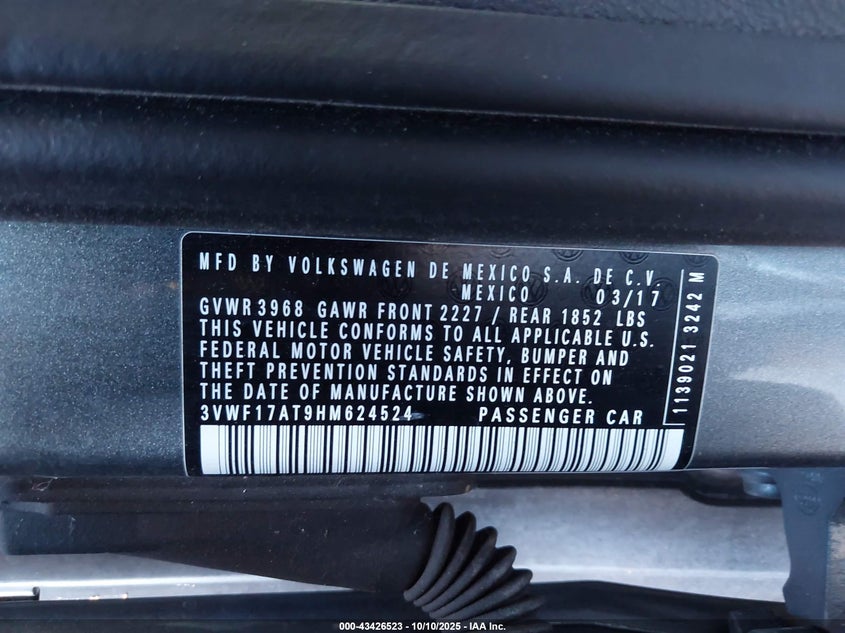 MFD BY VOLKSWAGEN DE MEXICO S.A. DE C.V.
MEXICO 03/17
GVWR 3968 GAWR FRONT 2227 / REAR 1852 LBS
THIS VEHICLE CONFORMS TO ALL APPLICABLE U.S.
FEDERAL MOTOR VEHICLE SAFETY, BUMPER AND
THEFT PREVENTION STANDARDS IN EFFECT ON
THE DATE OF MANUFACTURE SHOWN ABOVE.
3VWF17AT9HM624524 PASSENGER CAR
1139021 3242 M
000-43426523 - 10/10/2025 - IAA Inc.